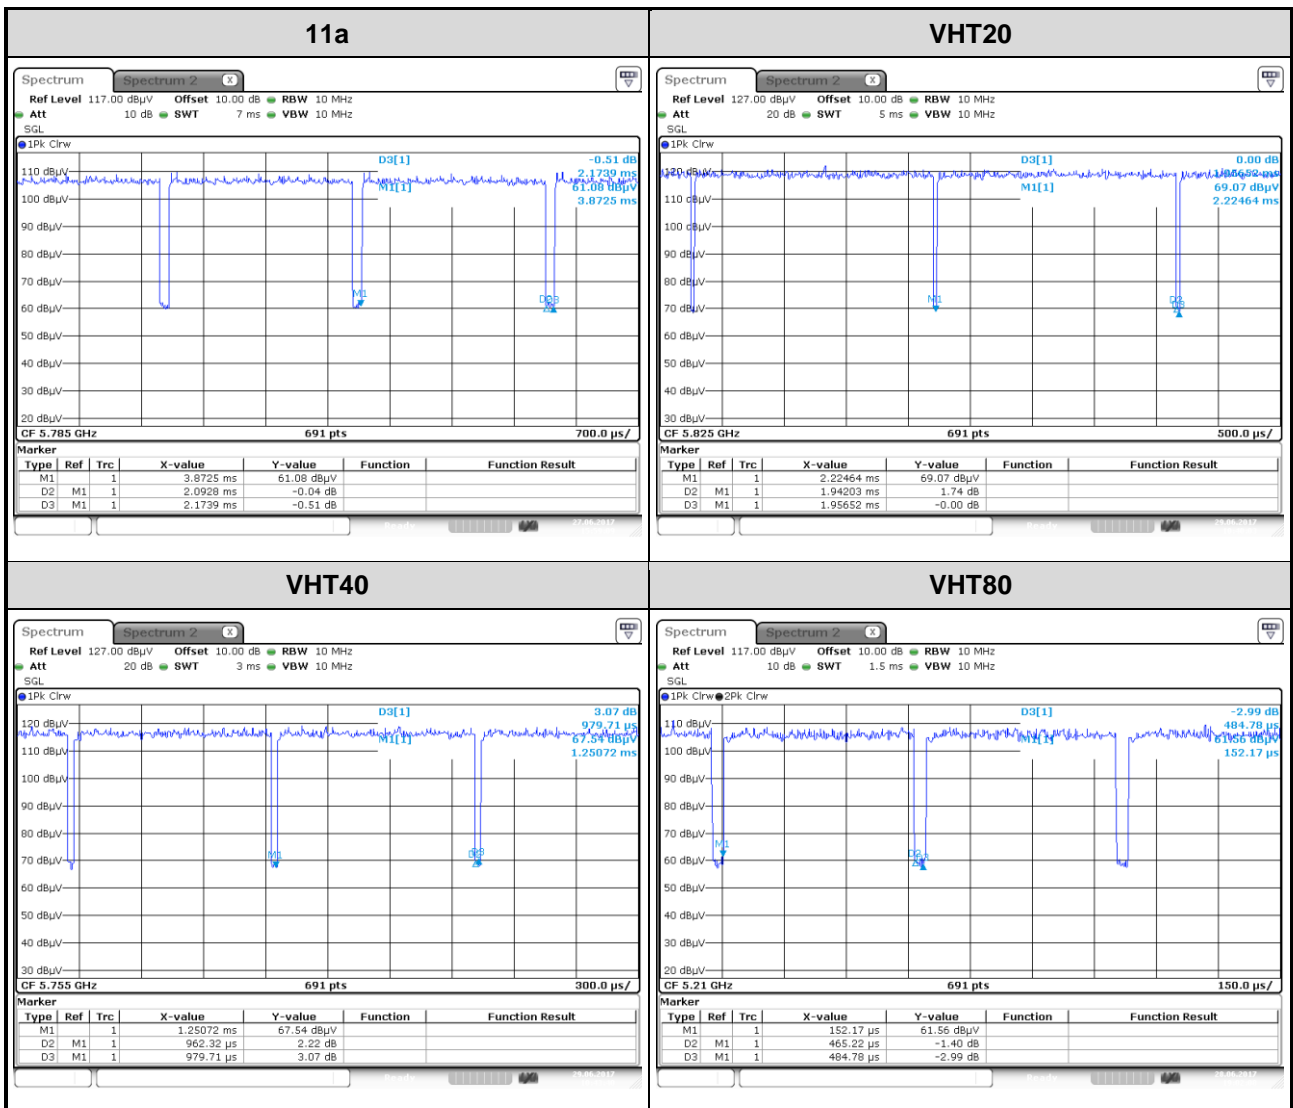 11a
VHT20
Spectrum
Spectrum 2
X
Ref Level 117.00 dBµV Offset 10.00 dB RBW 10 MHz
Att 10 dB SWT 7 ms VBW 10 MHz
SGL
1Pk Clrw
D3[1] -0.51 dB
2.1739 ms
M1[1] 61.08 dBµV
3.8725 ms
110 dBµV
100 dBµV
90 dBµV
80 dBµV
70 dBµV
60 dBµV
50 dBµV
40 dBµV
30 dBµV
20 dBµV
M1
CF 5.785 GHz 691 pts 700.0 µs/
Marker
Type Ref Trc X-value Y-value Function Function Result
M1 1 3.8725 ms 61.08 dBµV
D2 M1 1 2.0928 ms -0.04 dB
D3 M1 1 2.1739 ms -0.51 dB
27.06.2017
Spectrum
Spectrum 2
X
Ref Level 127.00 dBµV Offset 10.00 dB RBW 10 MHz
Att 20 dB SWT 5 ms VBW 10 MHz
SGL
1Pk Clrw
D3[1] 0.00 dB
1.95652 ms
M1[1] 69.07 dBµV
2.22464 ms
120 dBµV
110 dBµV
100 dBµV
90 dBµV
80 dBµV
70 dBµV
60 dBµV
50 dBµV
40 dBµV
30 dBµV
M1
D2
D3
CF 5.825 GHz 691 pts 500.0 µs/
Marker
Type Ref Trc X-value Y-value Function Function Result
M1 1 2.22464 ms 69.07 dBµV
D2 M1 1 1.94203 ms 1.74 dB
D3 M1 1 1.95652 ms -0.00 dB
VHT40
VHT80
Spectrum
Spectrum 2
X
Ref Level 127.00 dBµV Offset 10.00 dB RBW 10 MHz
Att 20 dB SWT 3 ms VBW 10 MHz
SGL
1Pk Clrw
D3[1] 3.07 dB
979.71 µs
M1[1] 67.54 dBµV
1.25072 ms
120 dBµV
110 dBµV
100 dBµV
90 dBµV
80 dBµV
70 dBµV
60 dBµV
50 dBµV
40 dBµV
30 dBµV
M1
CF 5.755 GHz 691 pts 300.0 µs/
Marker
Type Ref Trc X-value Y-value Function Function Result
M1 1 1.25072 ms 67.54 dBµV
D2 M1 1 962.32 µs 2.22 dB
D3 M1 1 979.71 µs 3.07 dB
Spectrum
Spectrum 2
X
Ref Level 117.00 dBµV Offset 10.00 dB RBW 10 MHz
Att 10 dB SWT 1.5 ms VBW 10 MHz
SGL
1Pk Clrw 2Pk Clrw
D3[1] -2.99 dB
484.78 µs
M1[1] 61.56 dBµV
152.17 µs
110 dBµV
100 dBµV
90 dBµV
80 dBµV
70 dBµV
60 dBµV
50 dBµV
40 dBµV
30 dBµV
20 dBµV
M1
D2
CF 5.21 GHz 691 pts 150.0 µs/
Marker
Type Ref Trc X-value Y-value Function Function Result
M1 1 152.17 µs 61.56 dBµV
D2 M1 1 465.22 µs -1.40 dB
D3 M1 1 484.78 µs -2.99 dB